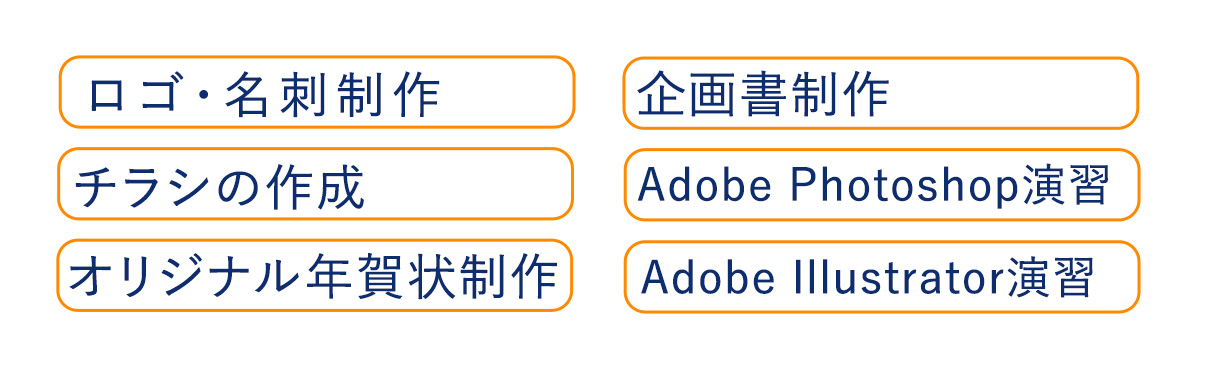 ロゴ・名刺制作
企画書制作
チラシの作成
Adobe Photoshop演習
オリジナル年賀状制作
Adobe Illustrator演習